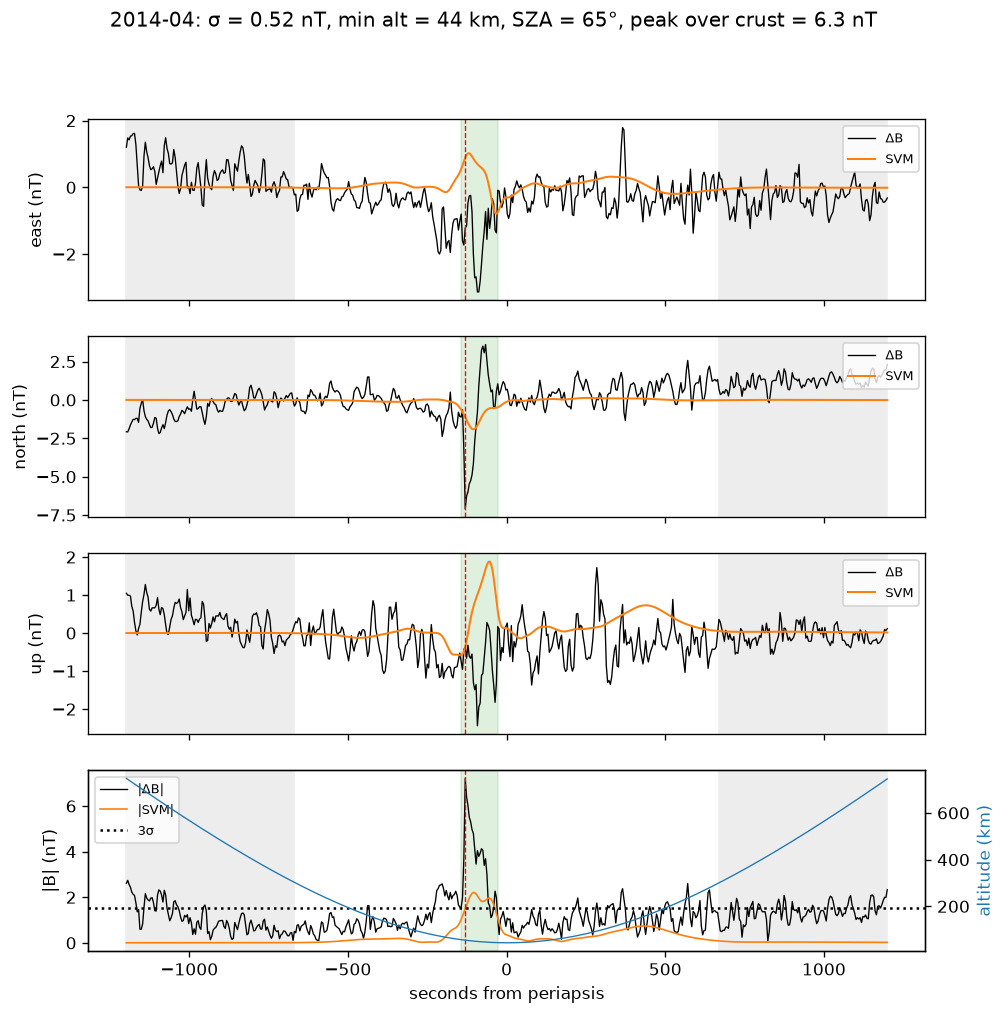 2014-04: σ = 0.52 nT, min alt = 44 km, SZA = 65°, peak over crust = 6.3 nT
2
0
−2
east (nT)
ΔB
SVM
2.5
0.0
−2.5
−5.0
−7.5
north (nT)
ΔB
SVM
2
1
0
−1
−2
up (nT)
ΔB
SVM
6
4
2
0
|B| (nT)
|ΔB|
|SVM|
3σ
600
400
200
altitude (km)
−1000
−500
0
500
1000
seconds from periapsis